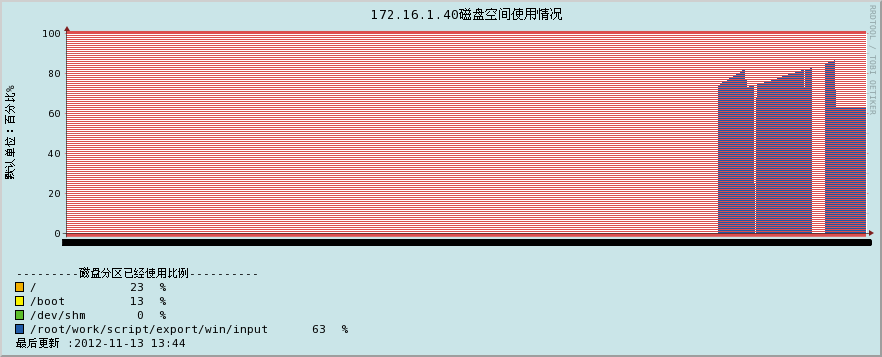 172.16.1.40磁盘空间使用情况
RRDTOOL / TOBI OETIKER
默认单位：百分比%
100
80
60
40
20
0
---------磁盘分区已经使用比例----------
/ 23 %
/boot 13 %
/dev/shm 0 %
/root/work/script/export/win/input 63 %
最后更新 :2012-11-13 13:44